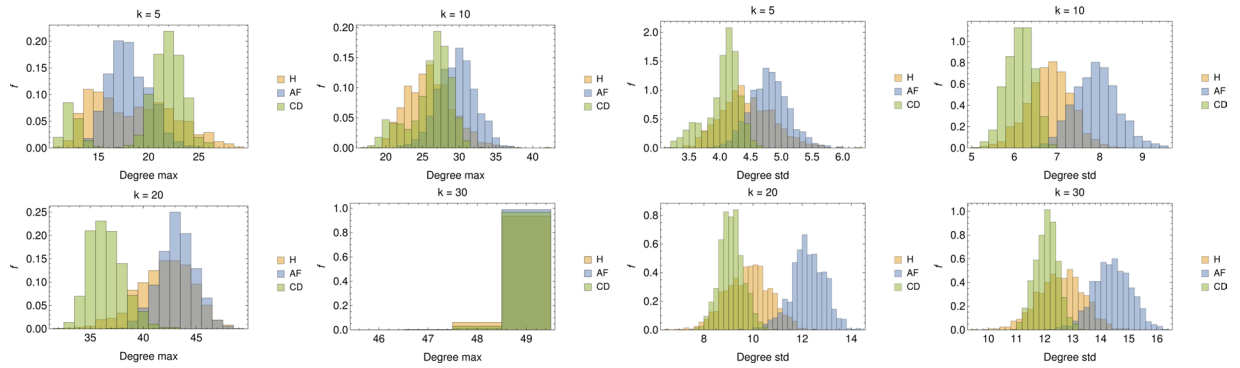 k = 5
0.20
0.15
0.10
0.05
0.00
f
15 20 25
Degree max
H
AF
CD
k = 10
0.20
0.15
0.10
0.05
0.00
f
20 25 30 35 40
Degree max
H
AF
CD
k = 5
2.0
1.5
1.0
0.5
0.0
f
3.5 4.0 4.5 5.0 5.5 6.0
Degree std
H
AF
CD
k = 10
1.0
0.8
0.6
0.4
0.2
0.0
f
5 6 7 8 9
Degree std
H
AF
CD
k = 20
0.25
0.20
0.15
0.10
0.05
0.00
f
35 40 45
Degree max
H
AF
CD
k = 30
1.0
0.8
0.6
0.4
0.2
0.0
f
46 47 48 49
Degree max
H
AF
CD
k = 20
0.8
0.6
0.4
0.2
0.0
f
8 10 12 14
Degree std
H
AF
CD
k = 30
1.0
0.8
0.6
0.4
0.2
0.0
f
10 11 12 13 14 15 16
Degree std
H
AF
CD